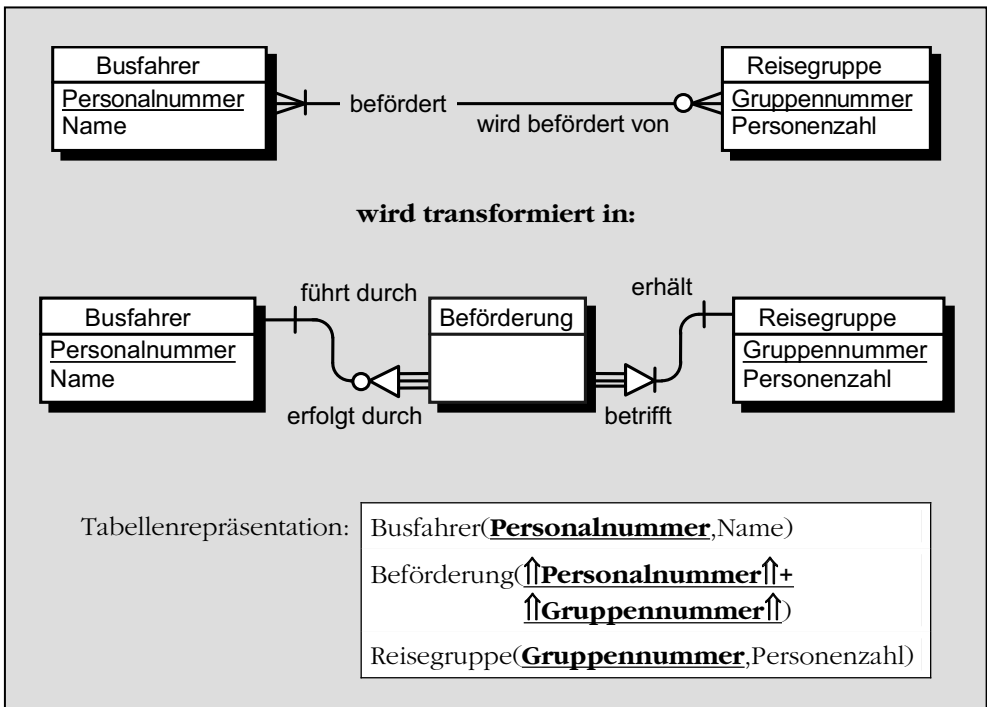 Busfahrer
Personalnummer
Name
befördert
wird befördert von
Reisegruppe
Gruppennummer
Personenzahl
wird transformiert in:
Busfahrer
Personalnummer
Name
führt durch
erfolgt durch
Beförderung
erhält
betrifft
Reisegruppe
Gruppennummer
Personenzahl
Tabellenrepräsentation:
Busfahrer(Personalnummer,Name)
Beförderung(⇑Personalnummer⇑+
⇑Gruppennummer⇑)
Reisegruppe(Gruppennummer,Personenzahl)